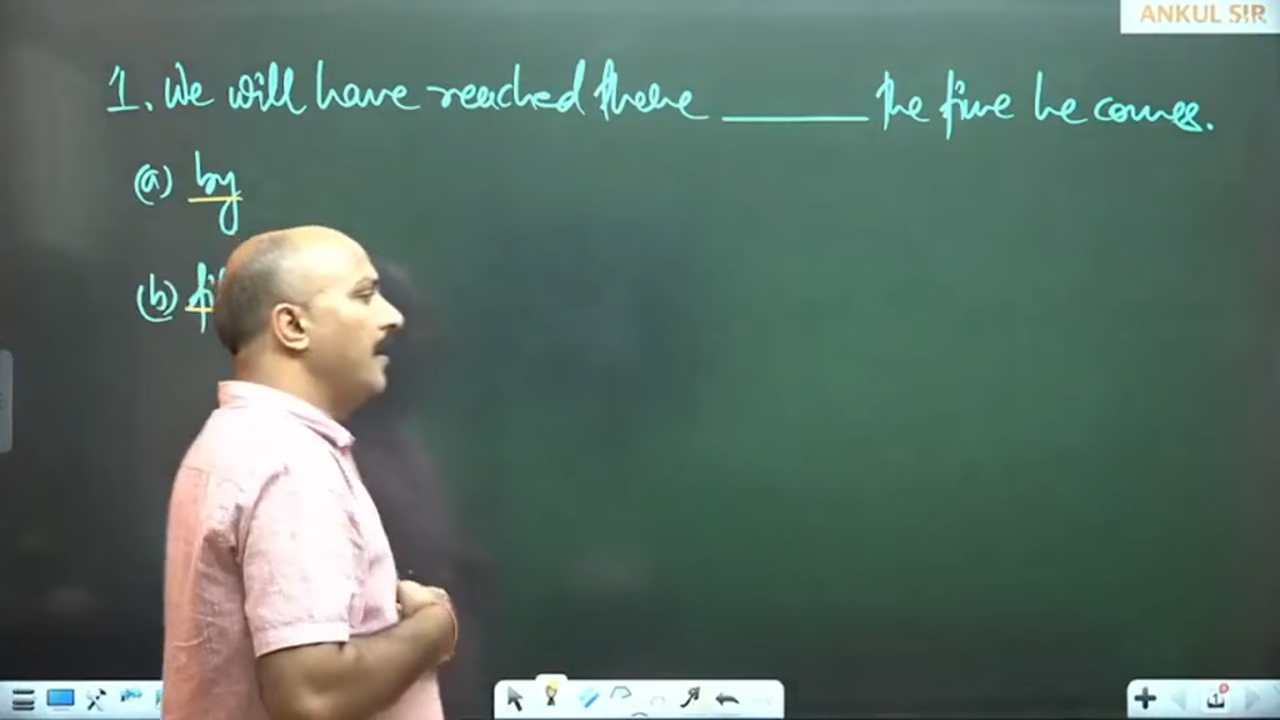 ANKUL SIR
1. We will have reached there ______ the time he comes.
(a) by
(b)